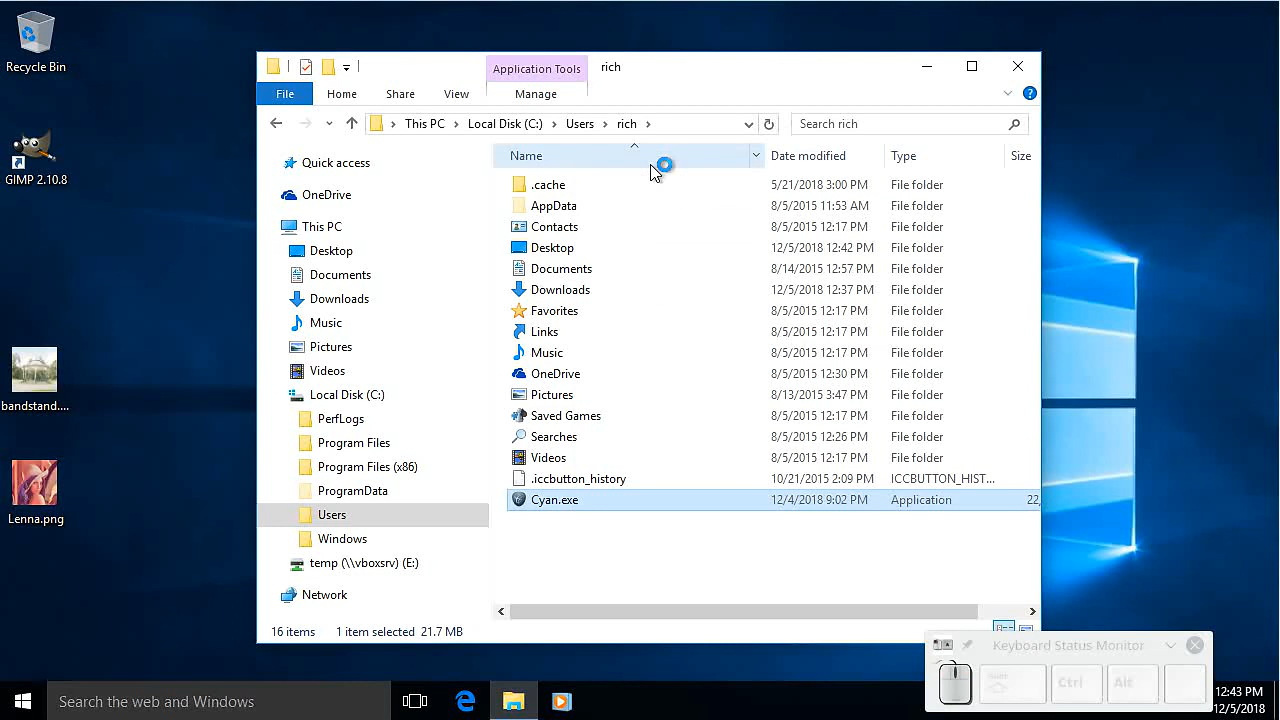 Recycle Bin
GIMP 2.10.8
bandstand....
Lenna.png
Application Tools
rich
File
Home
Share
View
Manage
This PC
Local Disk (C:)
Users
rich
Search rich
Quick access
OneDrive
This PC
Desktop
Documents
Downloads
Music
Pictures
Videos
Local Disk (C:)
PerfLogs
Program Files
Program Files (x86)
ProgramData
Users
Windows
temp (\\vboxsrv) (E:)
Network
Name Date modified Type Size
.cache 5/21/2018 3:00 PM File folder
AppData 8/5/2015 11:53 AM File folder
Contacts 8/5/2015 12:17 PM File folder
Desktop 12/5/2018 12:42 PM File folder
Documents 8/14/2015 12:57 PM File folder
Downloads 12/5/2018 12:37 PM File folder
Favorites 8/5/2015 12:17 PM File folder
Links 8/5/2015 12:17 PM File folder
Music 8/5/2015 12:17 PM File folder
OneDrive 8/5/2015 12:30 PM File folder
Pictures 8/13/2015 3:47 PM File folder
Saved Games 8/5/2015 12:17 PM File folder
Searches 8/5/2015 12:26 PM File folder
Videos 8/5/2015 12:17 PM File folder
.iccbutton_history 10/21/2015 2:09 PM ICCBUTTON_HIST...
Cyan.exe 12/4/2018 9:02 PM Application 22,
16 items 1 item selected 21.7 MB
Keyboard Status Monitor
Shift
Ctrl
Alt
Search the web and Windows
12:43 PM
12/5/2018